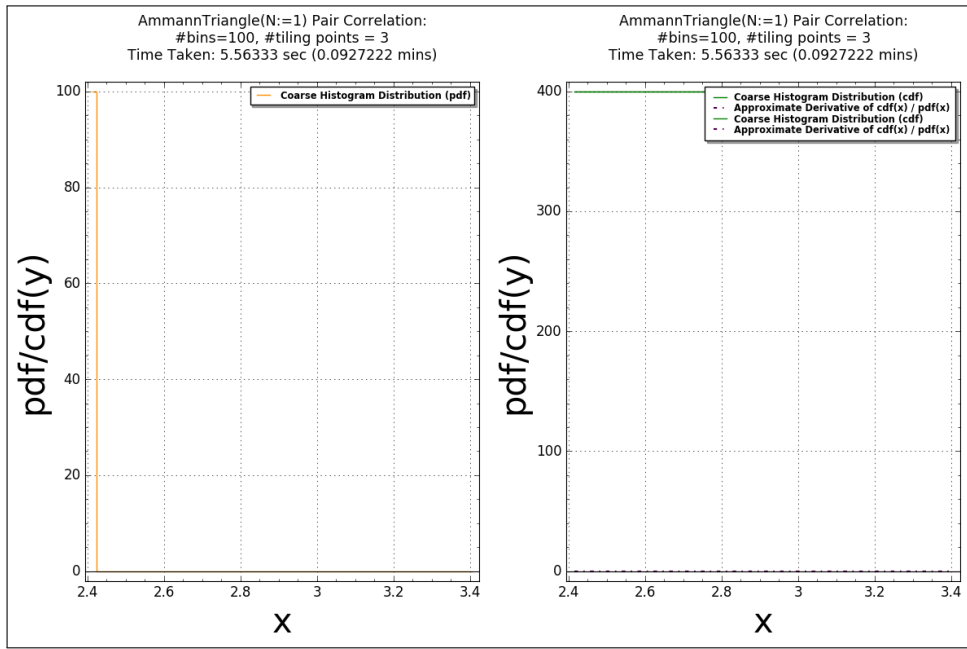 AmmannTriangle(N:=1) Pair Correlation:
#bins=100, #tiling points = 3
Time Taken: 5.56333 sec (0.0927222 mins)
Coarse Histogram Distribution (pdf)
100
80
60
40
20
0
pdf/cdf(y)
2.4 2.6 2.8 3 3.2 3.4
x
AmmannTriangle(N:=1) Pair Correlation:
#bins=100, #tiling points = 3
Time Taken: 5.56333 sec (0.0927222 mins)
Coarse Histogram Distribution (cdf)
Approximate Derivative of cdf(x) / pdf(x)
Coarse Histogram Distribution (cdf)
Approximate Derivative of cdf(x) / pdf(x)
400
300
200
100
0
pdf/cdf(y)
2.4 2.6 2.8 3 3.2 3.4
x